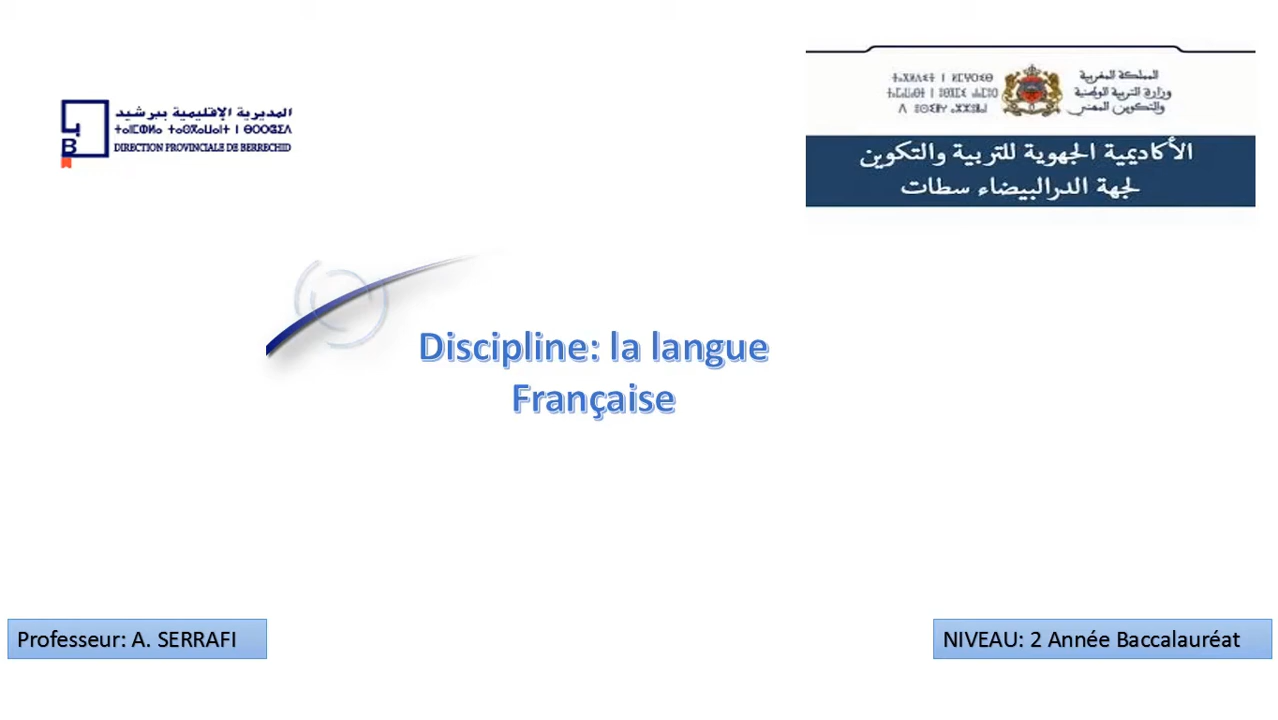 المديرية الإقليمية ببرشيد
DIRECTION PROVINCIALE DE BERRECHID
المملكة المغربية
وزارة التربية الوطنية
والتكوين المهني
الأكاديمية الجهوية للتربية والتكوين
لجهة الدرالبيضاء سطات
Discipline: la langue
Française
Professeur: A. SERRAFI
NIVEAU: 2 Année Baccalauréat